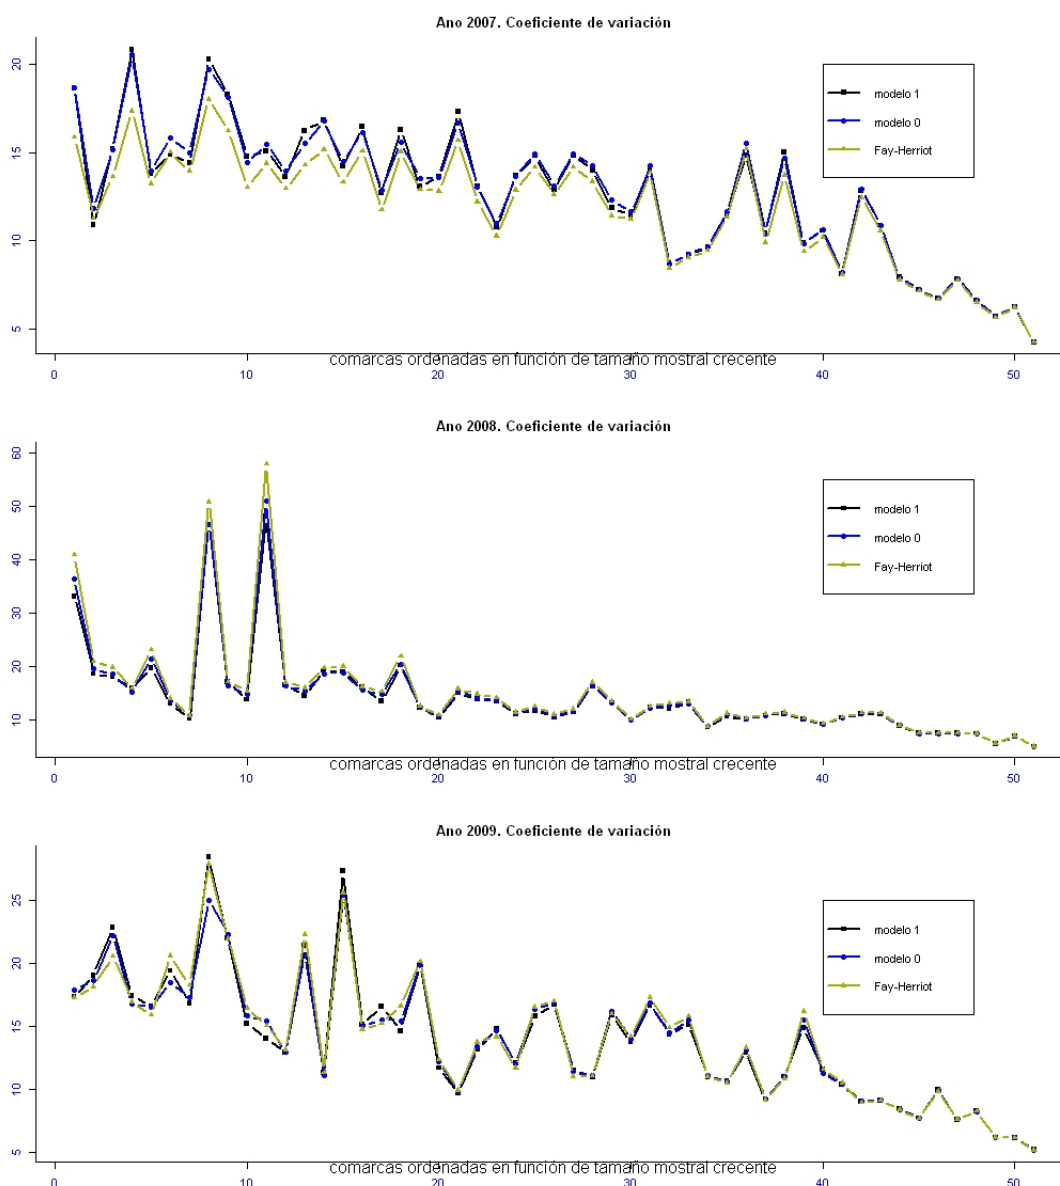 Ano 2007. Coeficiente de variación
20
15
10
5
modelo 1
modelo 0
Fay-Herriot
0 10 20 30 40 50
comarcas ordenadas en función de tamaño mostral crecente
Ano 2008. Coeficiente de variación
60
50
40
30
20
10
modelo 1
modelo 0
Fay-Herriot
0 10 20 30 40 50
comarcas ordenadas en función de tamaño mostral crecente
Ano 2009. Coeficiente de variación
25
20
15
10
5
modelo 1
modelo 0
Fay-Herriot
comarcas ordenadas en función de tamaño mostral crecente
0 10 20 30 40 50